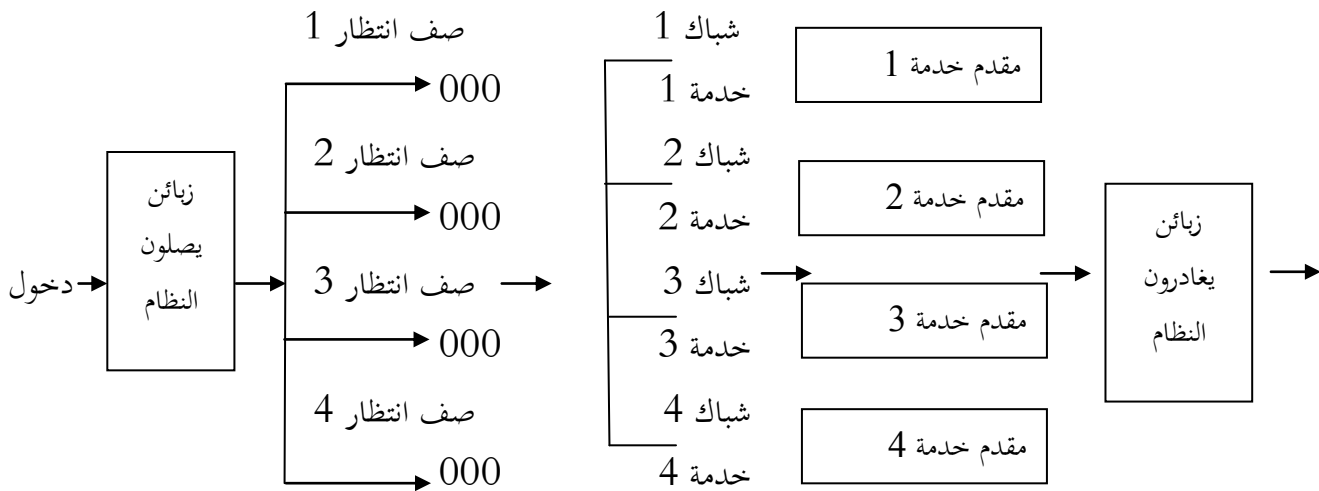 دخول
زبائن
يصلون
النظام
صف انتظار 1
000
صف انتظار 2
000
صف انتظار 3
000
صف انتظار 4
000
شباك 1
خدمة 1
شباك 2
خدمة 2
شباك 3
خدمة 3
شباك 4
خدمة 4
مقدم خدمة 1
مقدم خدمة 2
مقدم خدمة 3
مقدم خدمة 4
زبائن
يغادرون
النظام